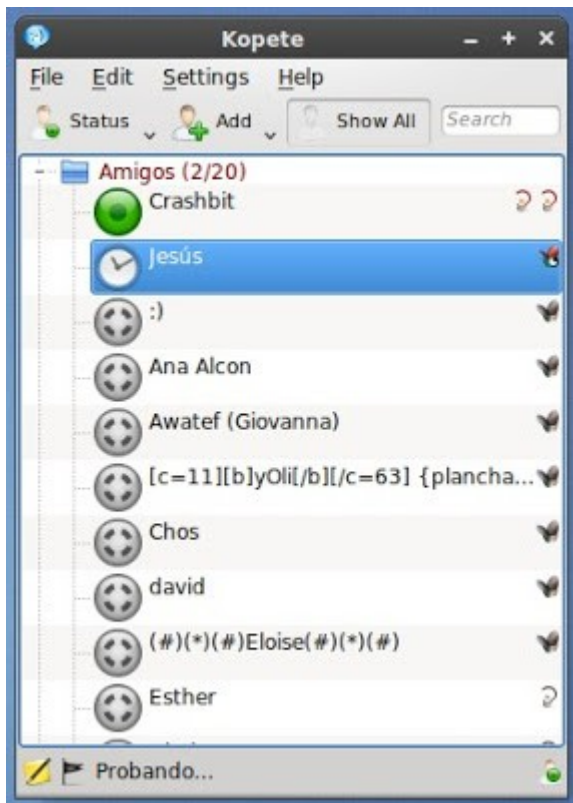 Kopete
File Edit Settings Help
Status Add Show All Search
Amigos (2/20)
Crashbit
Jesús
:)
Ana Alcon
Awatef (Giovanna)
[c=11][b]yOli[/b][/c=63] {plancha...
Chos
david
(#)(*)(#)Eloise(#)(*)(#)
Esther
Probando...